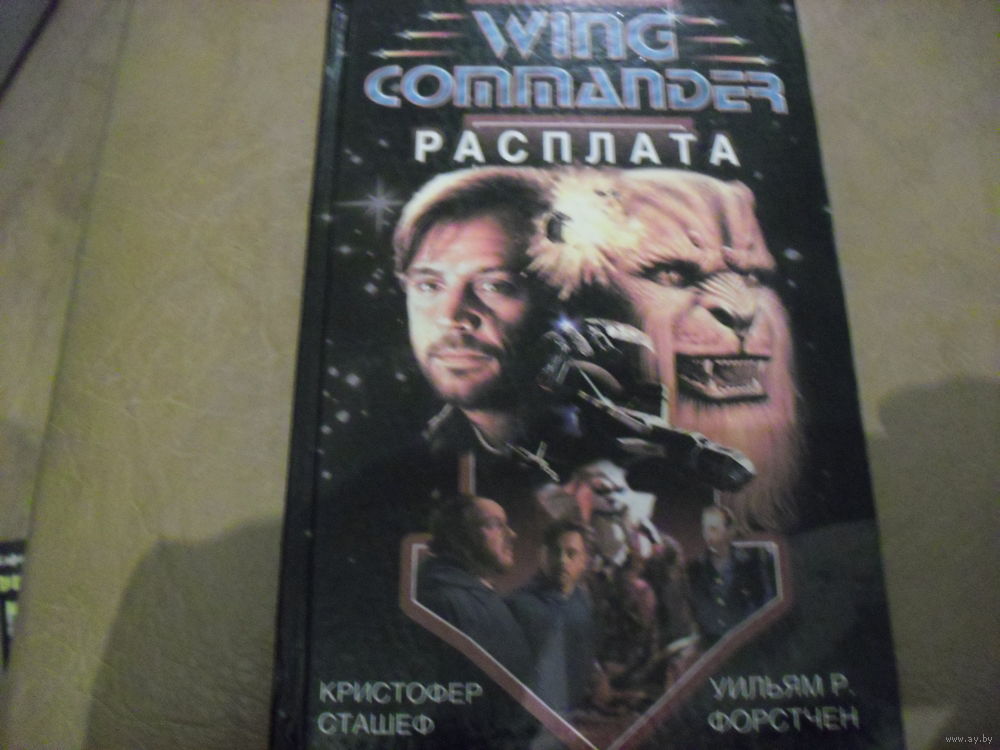 WING
COMMANDER
РАСПЛАТА
КРИСТОФЕР
СТАШЕФ
УИЛЬЯМ Р.
ФОРСТЧЕН
www.ay.by